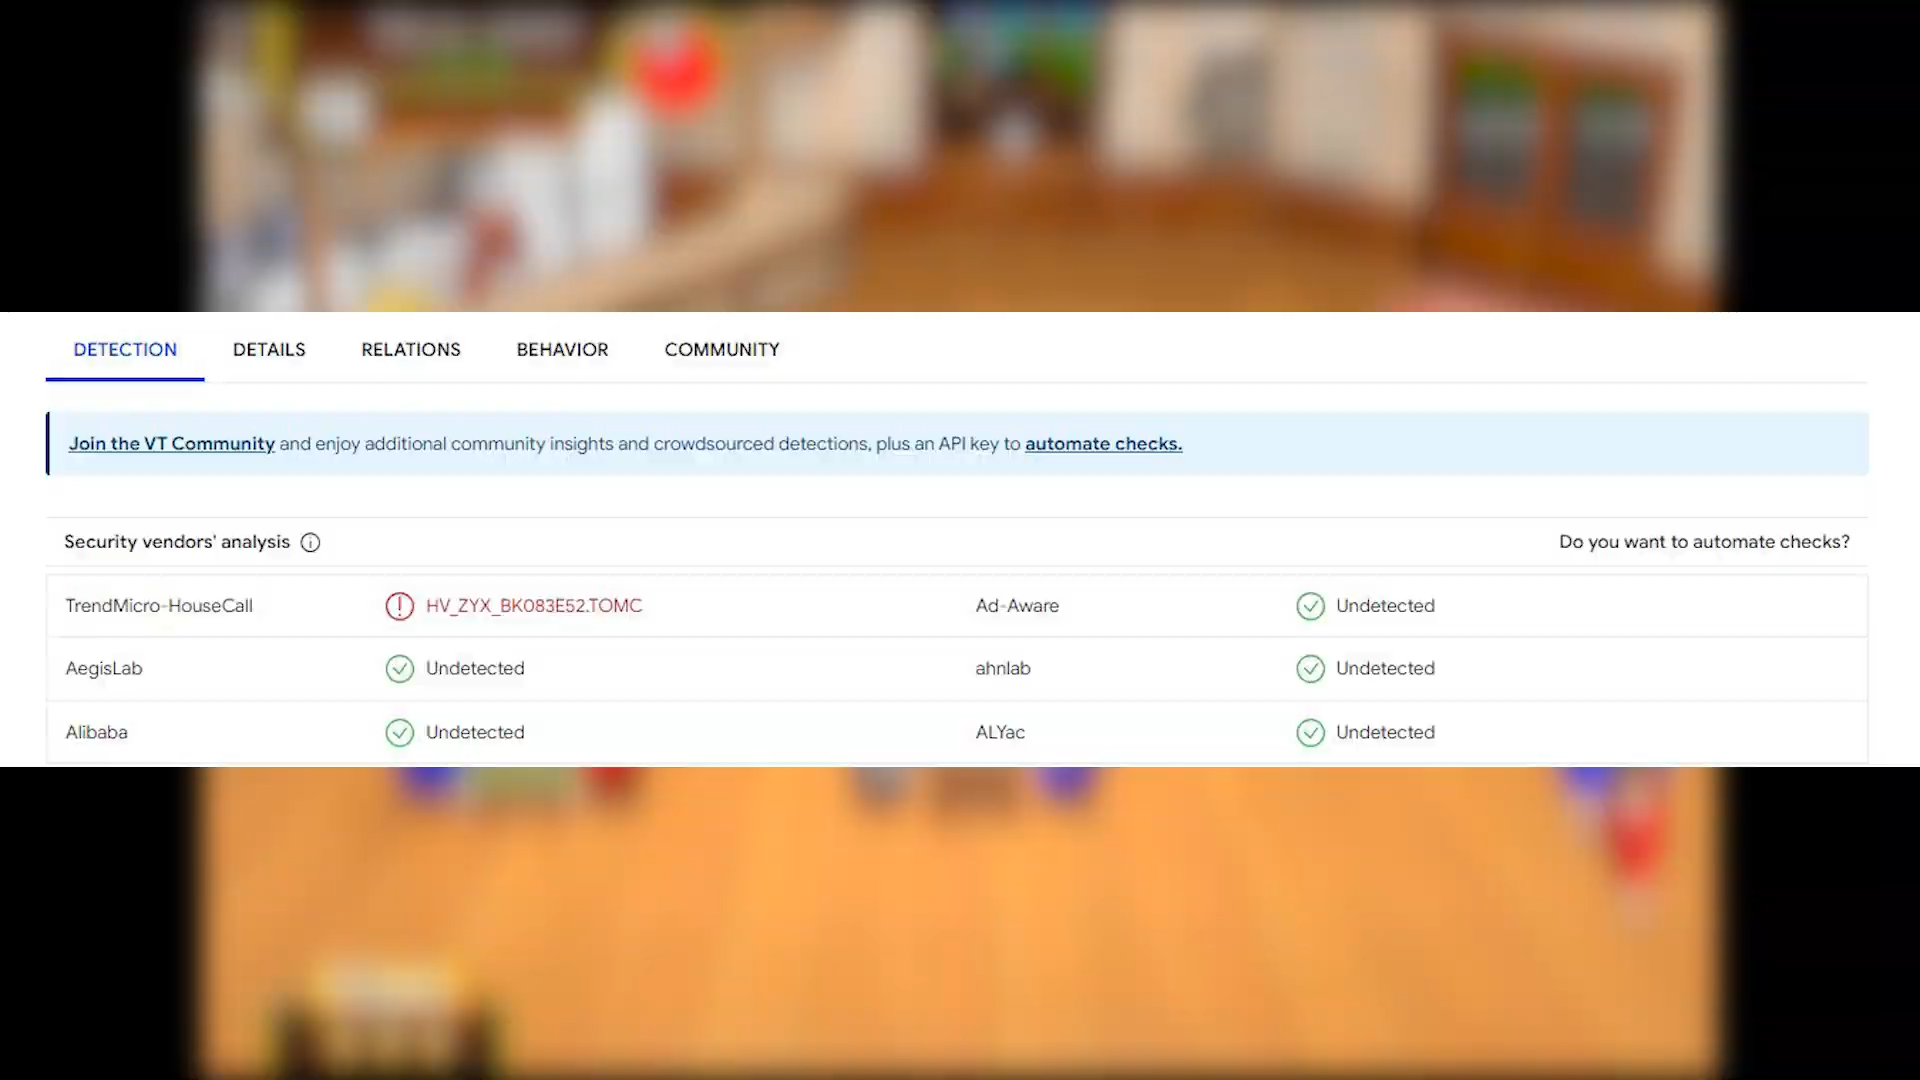 DETECTION DETAILS RELATIONS BEHAVIOR COMMUNITY
Join the VT Community and enjoy additional community insights and crowdsourced detections, plus an API key to automate checks.
Security vendors' analysis Do you want to automate checks?
TrendMicro-HouseCall HV_ZYX_BK083E52.TOMC Ad-Aware Undetected
AegisLab Undetected ahnlab Undetected
Alibaba Undetected ALYac Undetected